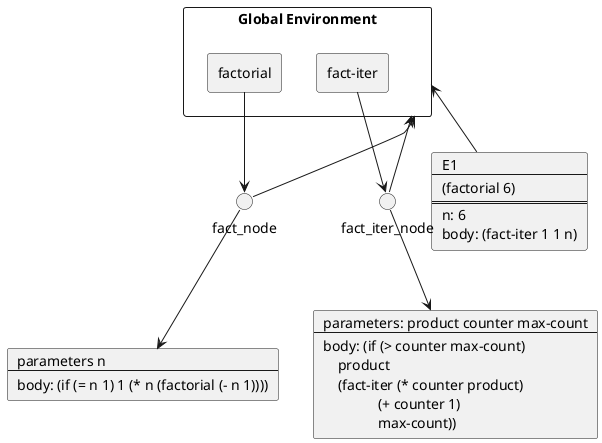 Global Environment
factorial
fact-iter
E1
(factorial 6)
n: 6
body: (fact-iter 1 1 n)
fact_node
fact_iter_node
parameters n
body: (if (= n 1) 1 (* n (factorial (- n 1))))
parameters: product counter max-count
body: (if (> counter max-count)
product
(fact-iter (* counter product)
(+ counter 1)
max-count))